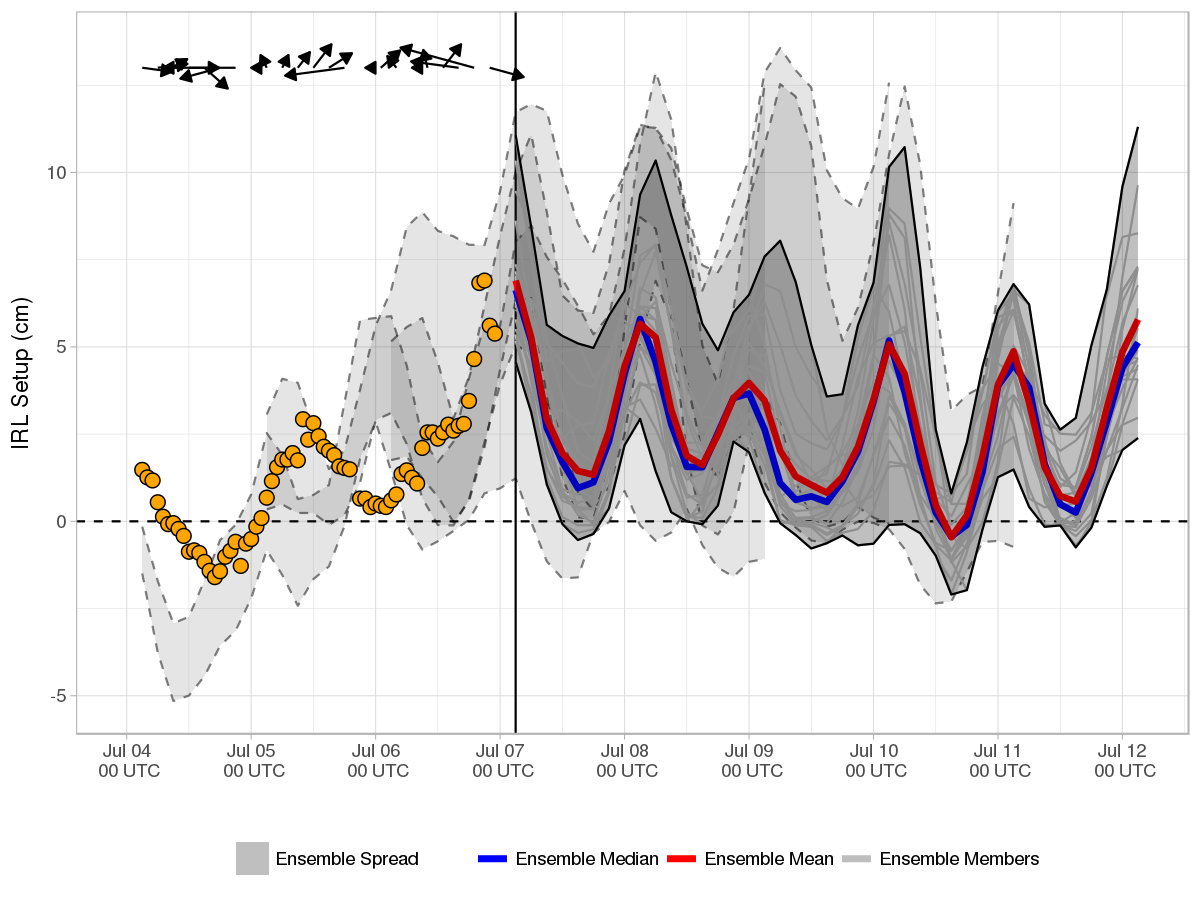 IRL Setup (cm)
10
5
0
-5
Jul 04 Jul 05 Jul 06 Jul 07 Jul 08 Jul 09 Jul 10 Jul 11 Jul 12
00 UTC 00 UTC 00 UTC 00 UTC 00 UTC 00 UTC 00 UTC 00 UTC 00 UTC
Ensemble Spread Ensemble Median Ensemble Mean Ensemble Members